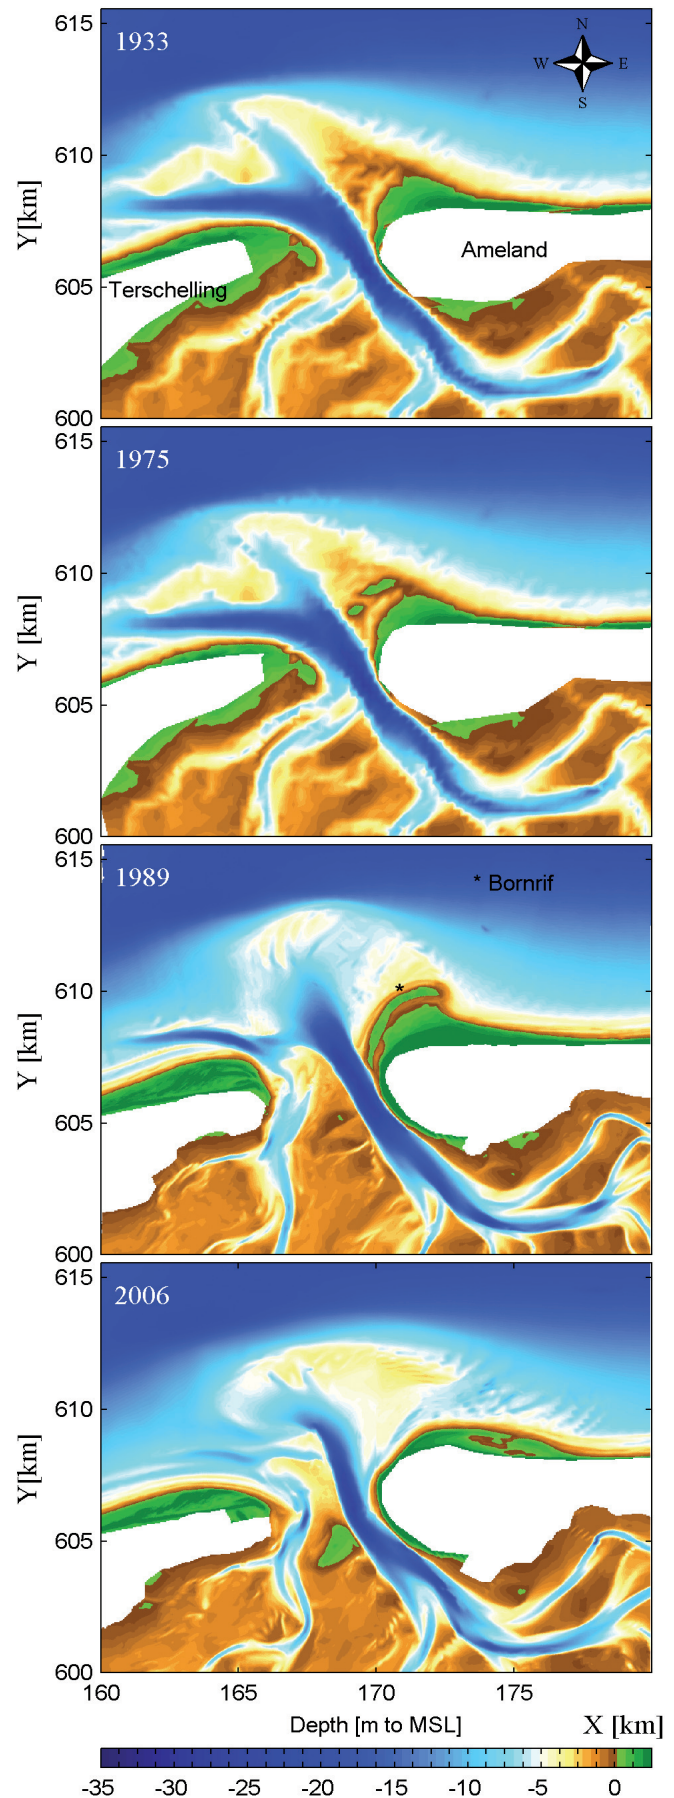 615
1933
N
W E
S
610
Y[km]
Ameland
605
Terschelling
600
615
1975
610
Y [km]
605
600
615
1989
* Bornrif
*
610
Y [km]
605
600
615
2006
610
Y[km]
605
600
160 165 170 175
Depth [m to MSL] X [km]
-35 -30 -25 -20 -15 -10 -5 0